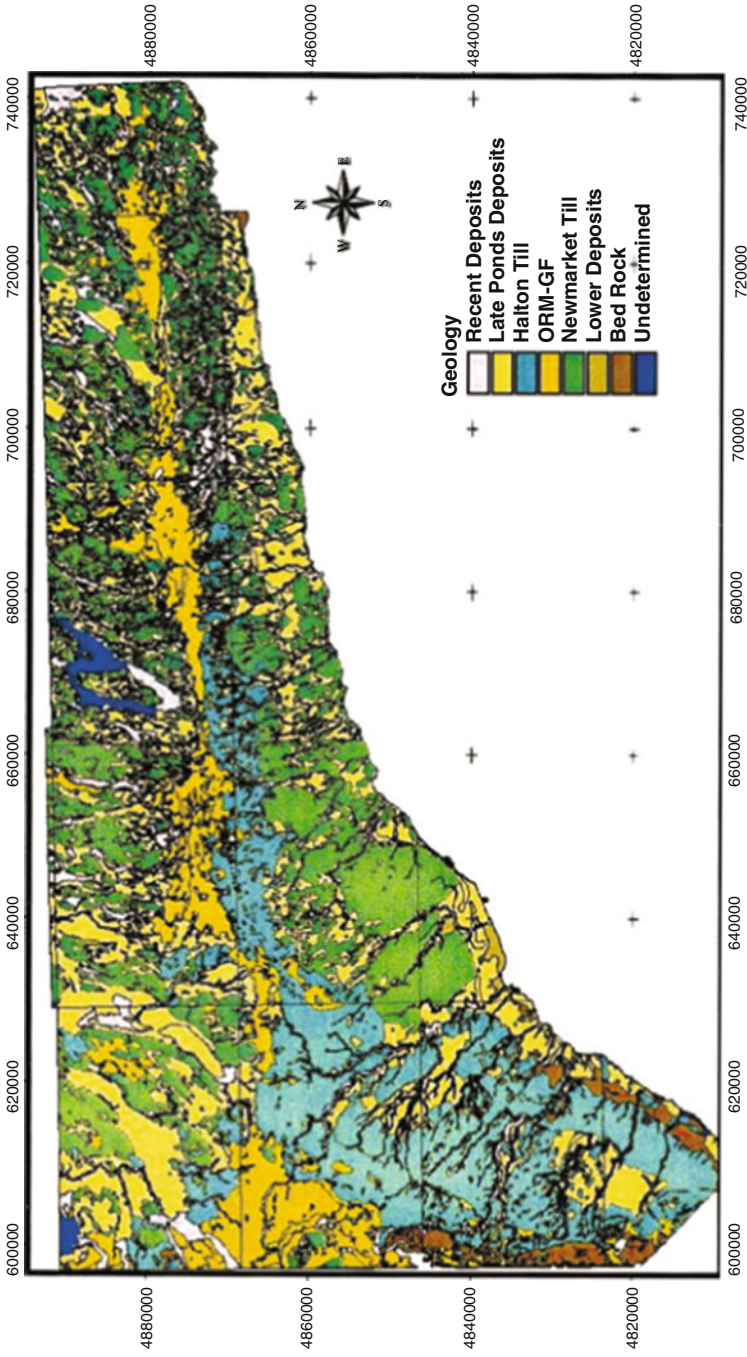 740000
720000
700000
680000
660000
640000
620000
600000
4880000
4860000
4840000
4820000
4880000
4860000
4840000
4820000
N
E
S
W
Geology
Recent Deposits
Late Ponds Deposits
Halton Till
ORM-GF
Newmarket Till
Lower Deposits
Bed Rock
Undetermined
740000
720000
700000
680000
660000
640000
620000
600000